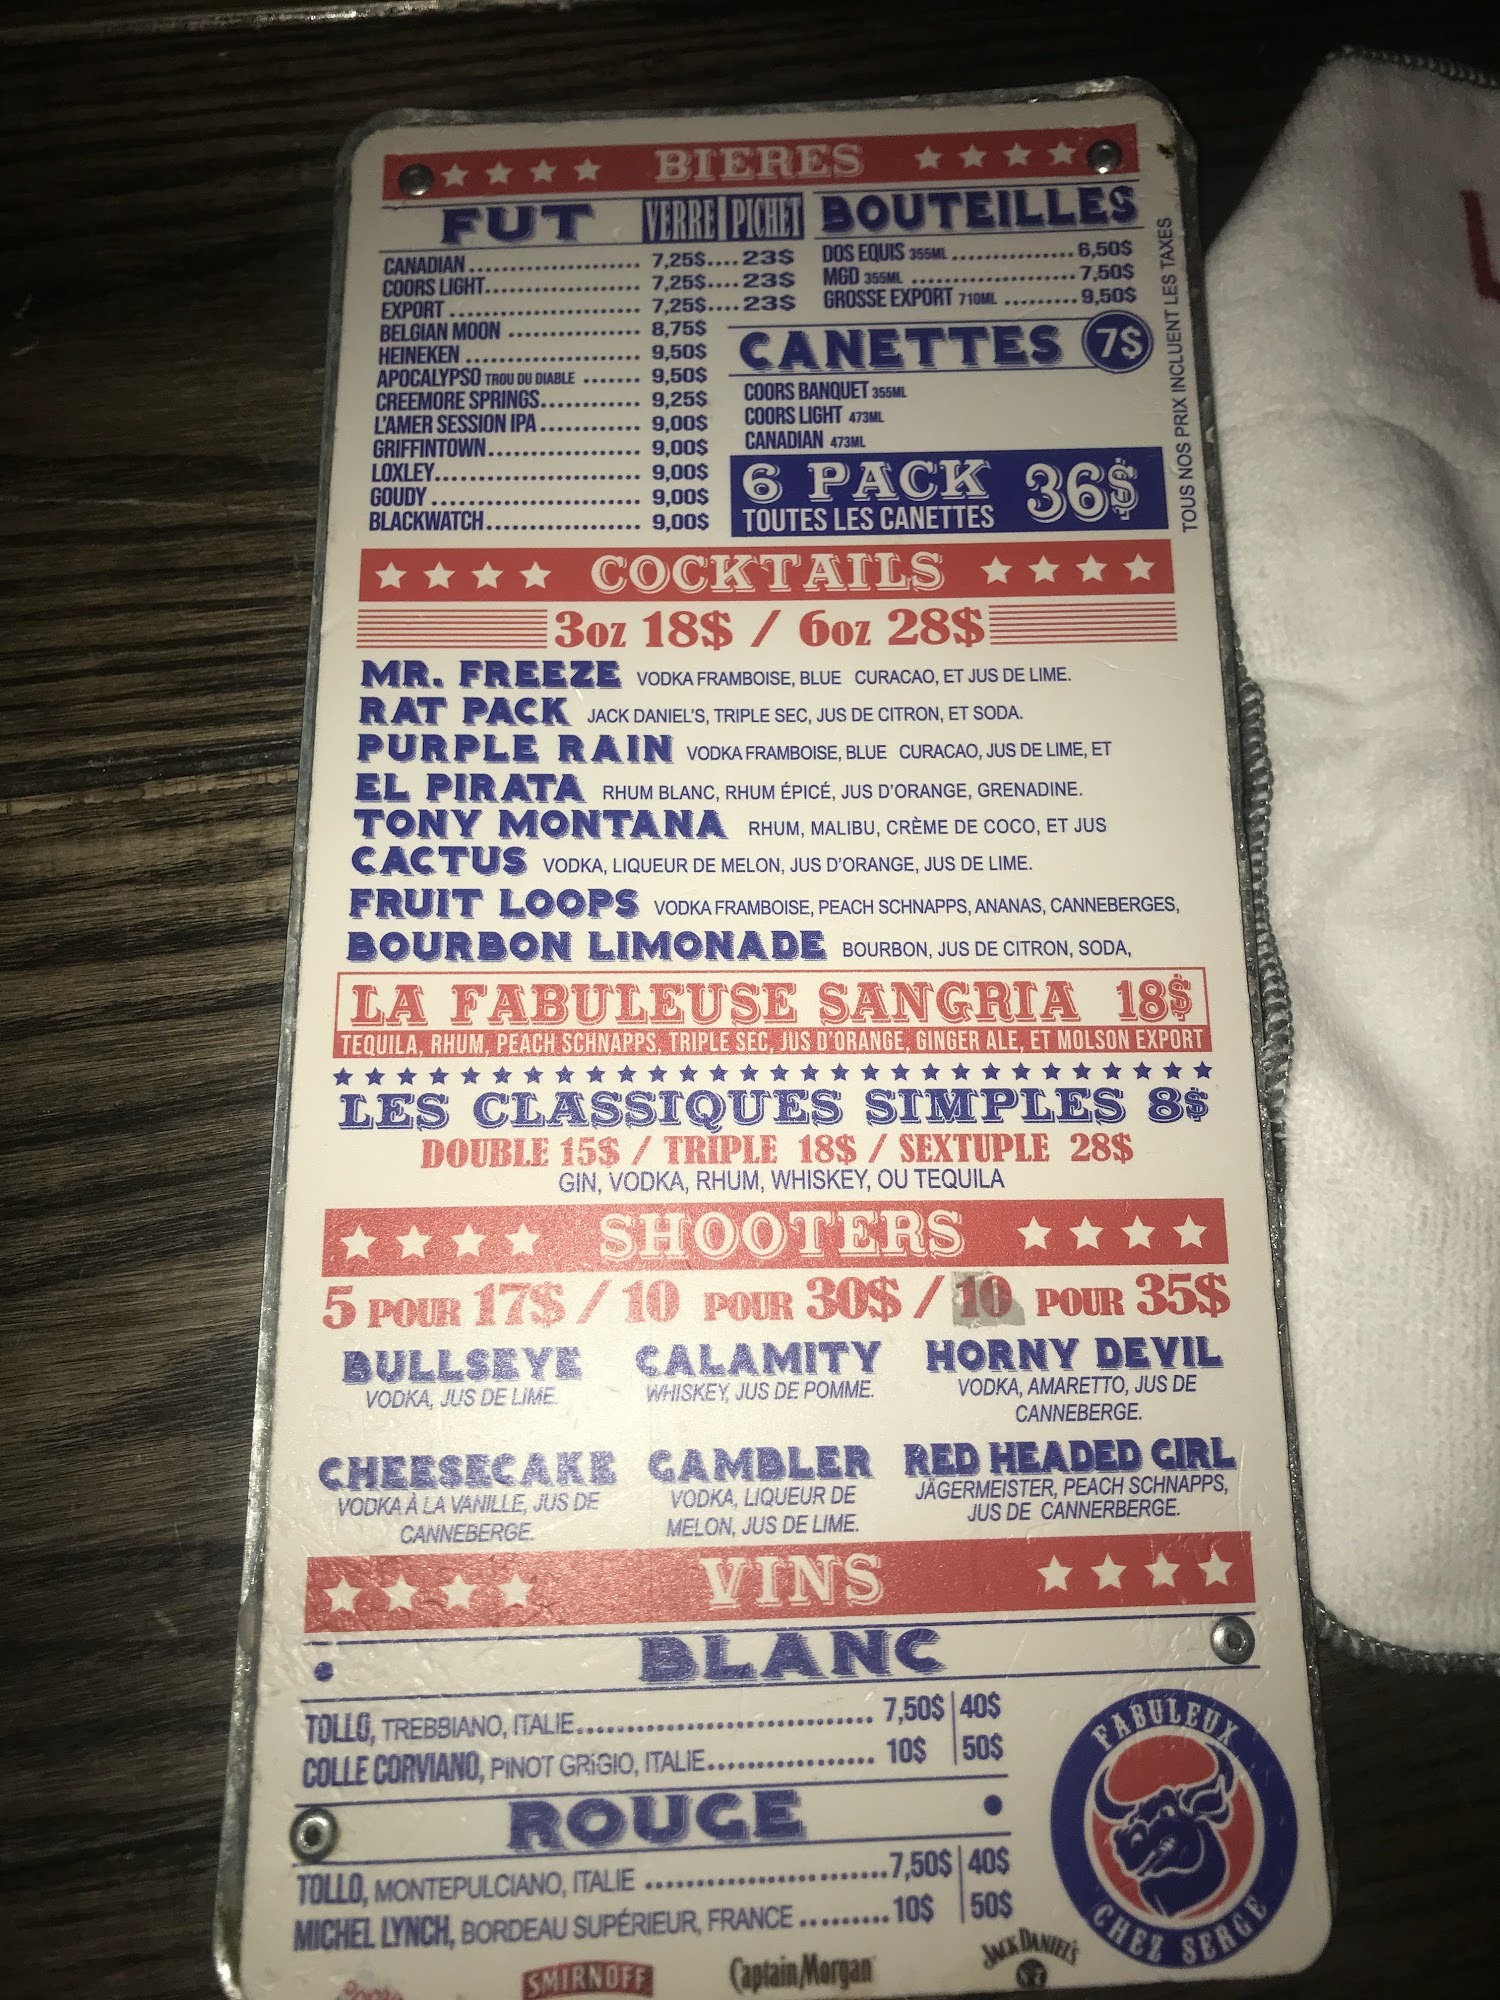 BIERES
FUT VERRE PICHET
CANADIAN 7,25$ 23$
COORS LIGHT 7,25$ 23$
EXPORT 7,25$ 23$
BELGIAN MOON 8,75$
HEINEKEN 9,50$
APOCALYPSO TROU DU DIABLE 9,50$
CREEMORE SPRINGS 9,25$
L'AMER SESSION IPA 9,00$
GRIFFINTOWN 9,00$
LOXLEY 9,00$
GOUDY 9,00$
BLACKWATCH 9,00$
BOUTEILLES
DOS EQUIS 355ML 6,50$
MGD 355ML 7,50$
GROSSE EXPORT 710ML 9,50$
CANETTES 7$
COORS BANQUET 355ML
COORS LIGHT 473ML
CANADIAN 473ML
6 PACK 36$
TOUTES LES CANETTES
TOUS NOS PRIX INCLUENT LES TAXES
COCKTAILS
3OZ 18$ / 6OZ 28$
MR. FREEZE VODKA FRAMBOISE, BLUE CURACAO, ET JUS DE LIME.
RAT PACK JACK DANIEL'S, TRIPLE SEC, JUS DE CITRON, ET SODA.
PURPLE RAIN VODKA FRAMBOISE, BLUE CURACAO, JUS DE LIME, ET
EL PIRATA RHUM BLANC, RHUM ÉPICÉ, JUS D'ORANGE, GRENADINE.
TONY MONTANA RHUM, MALIBU, CRÈME DE COCO, ET JUS
CACTUS VODKA, LIQUEUR DE MELON, JUS D'ORANGE, JUS DE LIME.
FRUIT LOOPS VODKA FRAMBOISE, PEACH SCHNAPPS, ANANAS, CANNEBERGES,
BOURBON LIMONADE BOURBON, JUS DE CITRON, SODA,
LA FABULEUSE SANGRIA 18$
TEQUILA, RHUM, PEACH SCHNAPPS, TRIPLE SEC, JUS D'ORANGE, GINGER ALE, ET MOLSON EXPORT
LES CLASSIQUES SIMPLES 8$
DOUBLE 15$ / TRIPLE 18$ / SEXTUPLE 28$
GIN, VODKA, RHUM, WHISKEY, OU TEQUILA
SHOOTERS
5 POUR 17$ / 10 POUR 30$ / 10 POUR 35$
BULLSEYE
VODKA, JUS DE LIME.
CALAMITY
WHISKEY, JUS DE POMME.
HORNY DEVIL
VODKA, AMARETTO, JUS DE
CANNEBERGE.
CHEESECAKE
VODKA À LA VANILLE, JUS DE
CANNEBERGE.
GAMBLER
VODKA, LIQUEUR DE
MELON, JUS DE LIME.
RED HEADED GIRL
JÄGERMEISTER, PEACH SCHNAPPS,
JUS DE CANNERBERGE.
VINS
BLANC
TOLLO, TREBBIANO, ITALIE 7,50$ 40$
COLLE CORVIANO, PINOT GRIGIO, ITALIE 10$ 50$
ROUGE
TOLLO, MONTEPULCIANO, ITALIE 7,50$ 40$
MICHEL LYNCH, BORDEAU SUPÉRIEUR, FRANCE 10$ 50$
FABULEUX
CHEZ SERGE
SMIRNOFF
Captain Morgan
JACK DANIEL'S